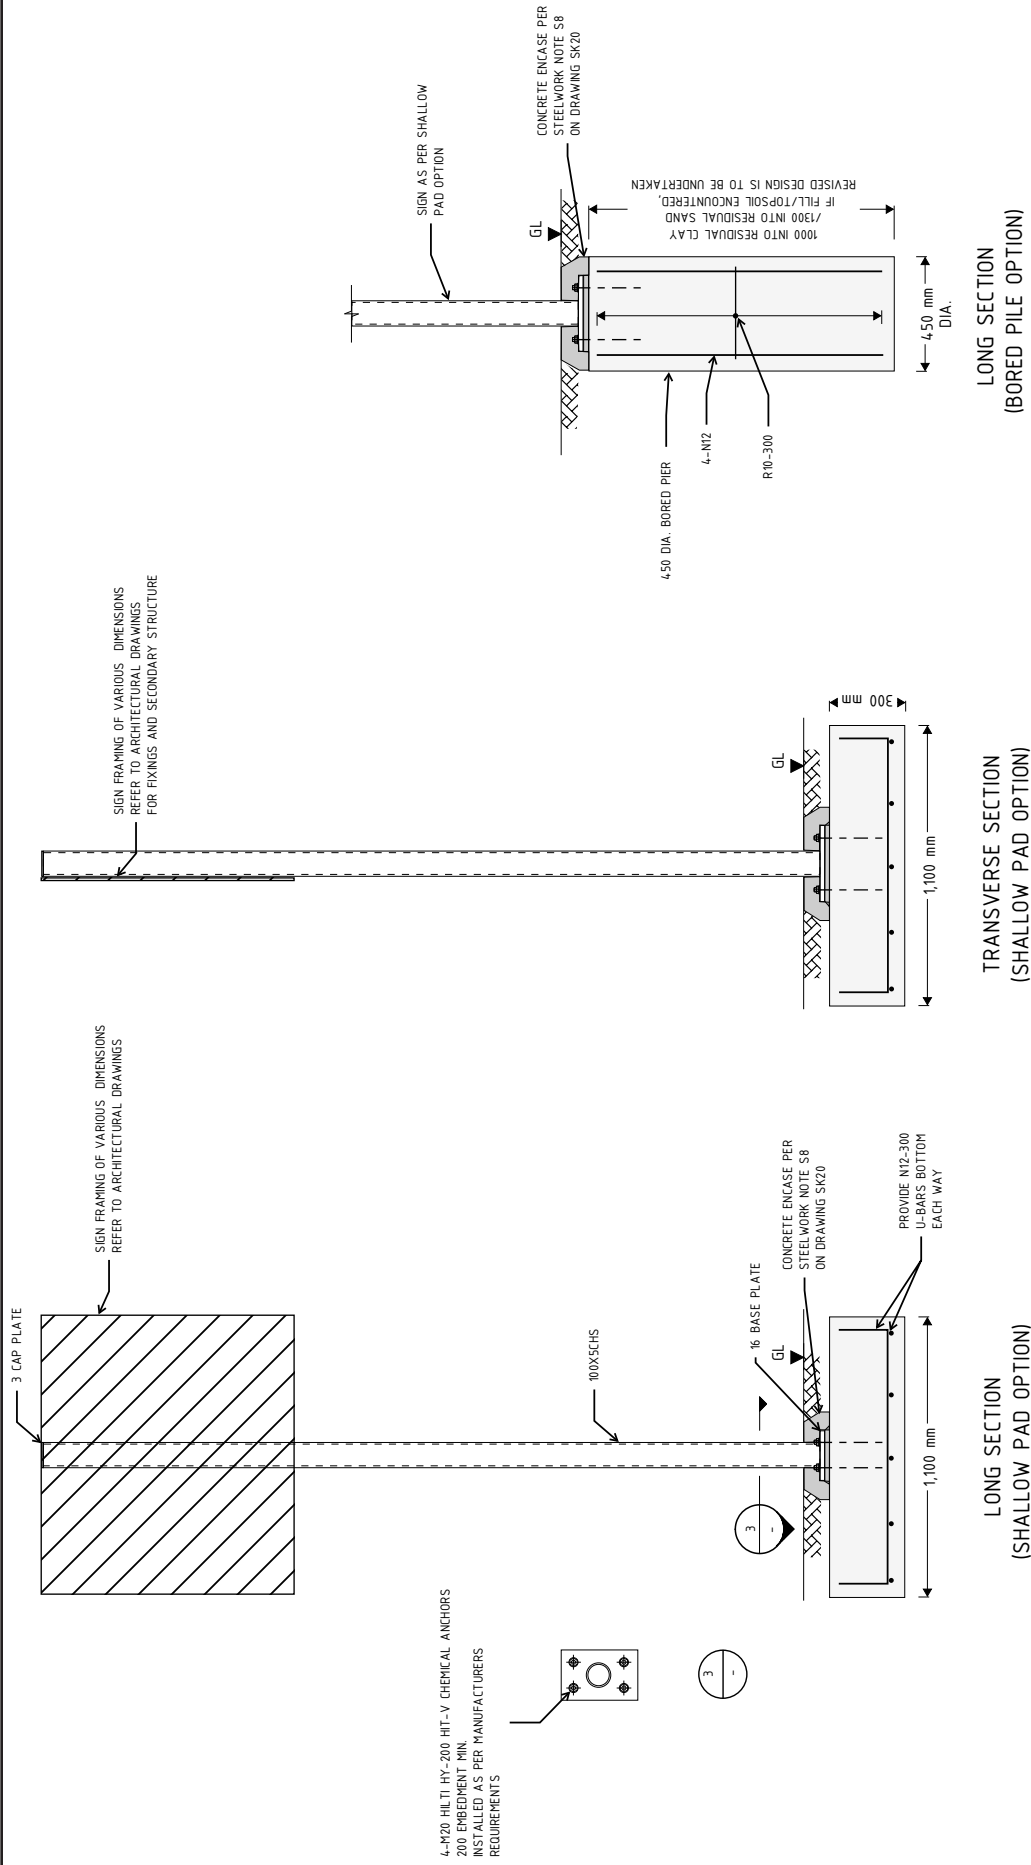 4-M20 HILTI HY-200 HIT-V CHEMICAL ANCHORS
200 EMBEDMENT MIN.
INSTALLED AS PER MANUFACTURERS
REQUIREMENTS
3
-
3
-
3 CAP PLATE
SIGN FRAMING OF VARIOUS DIMENSIONS
REFER TO ARCHITECTURAL DRAWINGS
100X5CHS
16 BASE PLATE
GL
CONCRETE ENCASE PER
STEELWORK NOTE S8
ON DRAWING SK20
PROVIDE N12-300
U-BARS BOTTOM
EACH WAY
1,100 mm
LONG SECTION
(SHALLOW PAD OPTION)
SIGN FRAMING OF VARIOUS DIMENSIONS
REFER TO ARCHITECTURAL DRAWINGS
FOR FIXINGS AND SECONDARY STRUCTURE
GL
300 mm
1,100 mm
TRANSVERSE SECTION
(SHALLOW PAD OPTION)
SIGN AS PER SHALLOW
PAD OPTION
GL
CONCRETE ENCASE PER
STEELWORK NOTE S8
ON DRAWING SK20
1000 INTO RESIDUAL CLAY
/1300 INTO RESIDUAL SAND
IF FILL/TOPSOIL ENCOUNTERED,
REVISED DESIGN IS TO BE UNDERTAKEN
450 DIA. BORED PIER
4-N12
R10-300
450 mm
DIA.
LONG SECTION
(BORED PILE OPTION)